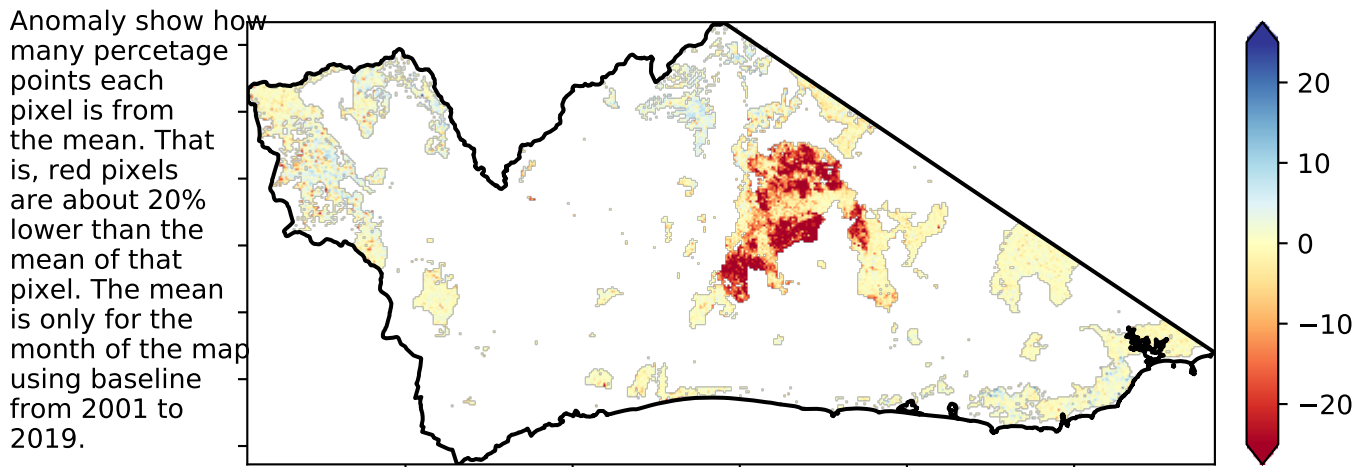 Anomaly show how
many percetage
points each
pixel is from
the mean. That
is, red pixels
are about 20%
lower than the
mean of that
pixel. The mean
is only for the
month of the map
using baseline
from 2001 to
2019.
20
10
0
−10
−20